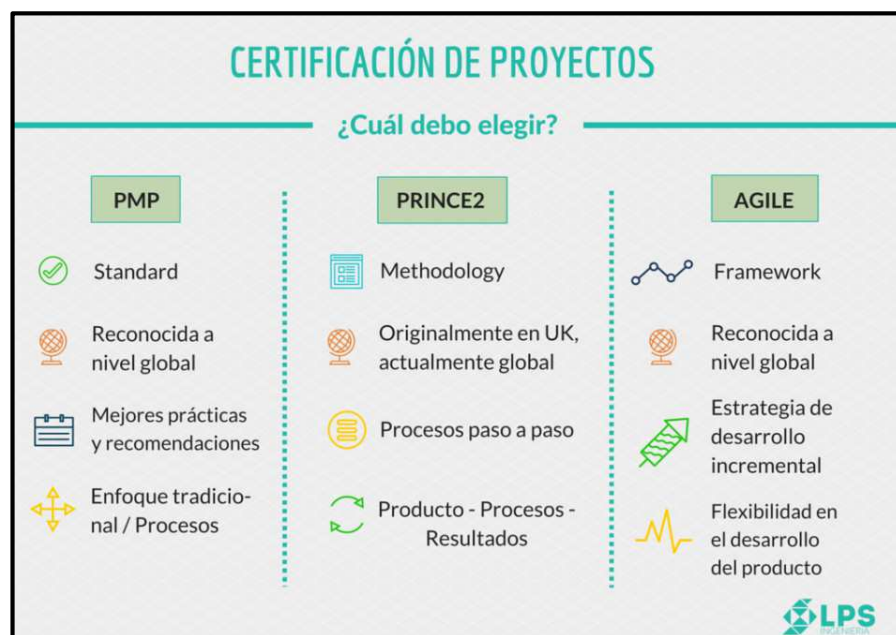 CERTIFICACIÓN DE PROYECTOS
¿Cuál debo elegir?
PMP
Standard
Reconocida a
nivel global
Mejores prácticas
y recomendaciones
Enfoque tradicio-
nal / Procesos
PRINCE2
Methodology
Originalmente en UK,
actualmente global
Procesos paso a paso
Producto - Procesos -
Resultados
AGILE
Framework
Reconocida a
nivel global
Estrategia de
desarrollo
incremental
Flexibilidad en
el desarrollo
del producto
LPS
INGENIERÍA